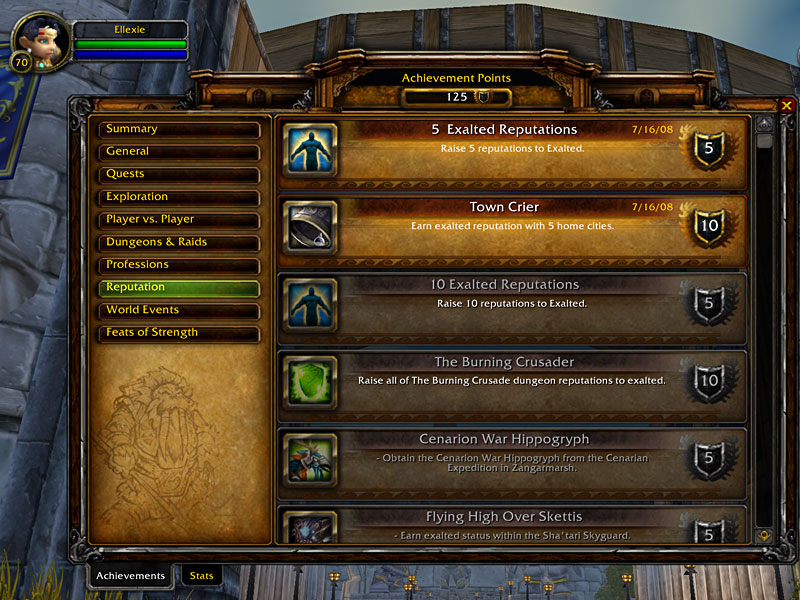 Ellexie
70
Achievement Points
125
Summary
General
Quests
Exploration
Player vs. Player
Dungeons & Raids
Professions
Reputation
World Events
Feats of Strength
5 Exalted Reputations
7/16/08
Raise 5 reputations to Exalted.
5
Town Crier
7/16/08
Earn exalted reputation with 5 home cities.
10
10 Exalted Reputations
Raise 10 reputations to Exalted.
5
The Burning Crusader
Raise all of The Burning Crusade dungeon reputations to exalted.
10
Cenarion War Hippogryph
- Obtain the Cenarion War Hippogryph from the Cenarian
Expedition in Zangarmarsh.
5
Flying High Over Skettis
- Earn exalted status within the Sha'tari Skyguard.
5
Achievements
Stats